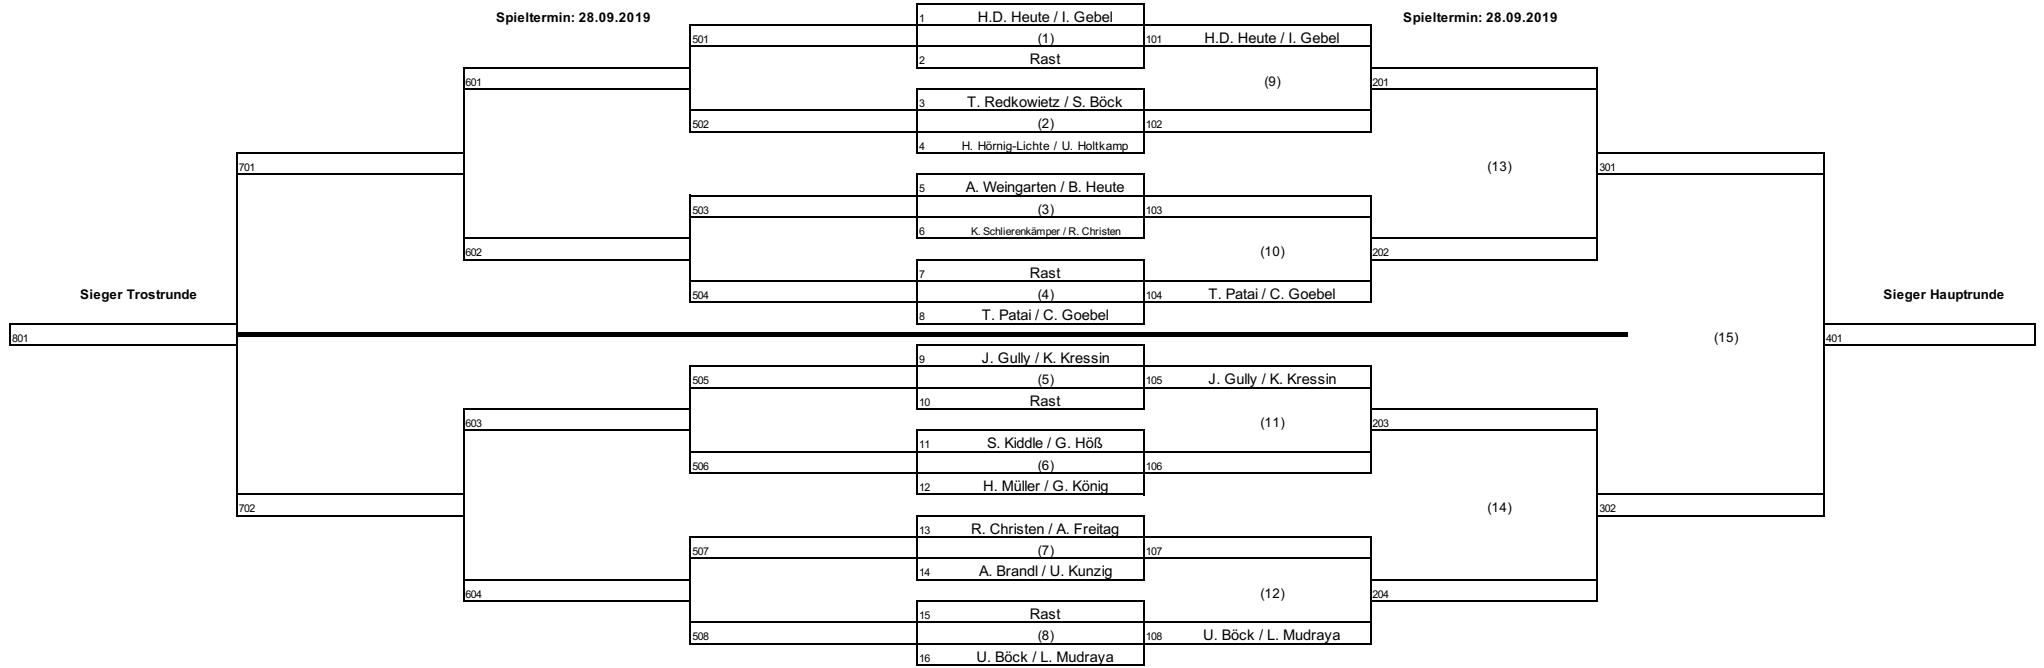 Spieltermin: 28.09.2019
Spieltermin: 28.09.2019
1 H.D. Heute / I. Gebel
501 (1) 101 H.D. Heute / I. Gebel
2 Rast
601 (9) 201
3 T. Redkowietz / S. Böck
502 (2) 102
4 H. Hörnig-Lichte / U. Holtkamp
701 (13) 301
5 A. Weingarten / B. Heute
503 (3) 103
6 K. Schlierenkämper / R. Christen
602 (10) 202
7 Rast
Sieger Trostrunde 504 (4) 104 T. Patai / C. Goebel Sieger Hauptrunde
8 T. Patai / C. Goebel
801 (15) 401
9 J. Gully / K. Kressin
505 (5) 105 J. Gully / K. Kressin
10 Rast
603 (11) 203
11 S. Kiddle / G. Höß
506 (6) 106
12 H. Müller / G. König
702 (14) 302
13 R. Christen / A. Freitag
507 (7) 107
14 A. Brandl / U. Kunzig
604 (12) 204
15 Rast
508 (8) 108 U. Böck / L. Mudraya
16 U. Böck / L. Mudraya